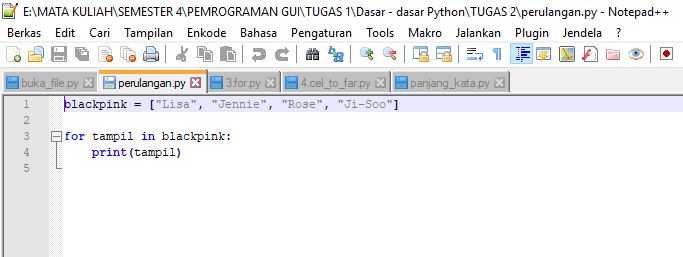 E:\MATA KULIAH\SEMESTER 4\PEMROGRAMAN GUI\TUGAS 1\Dasar - dasar Python\TUGAS 2\perulangan.py - Notepad++
Berkas Edit Cari Tampilan Enkode Bahasa Pengaturan Tools Makro Jalankan Plugin Jendela ?
buka_file.py perulangan.py 3.for.py 4.cel_to_far.py panjang_kata.py
1 blackpink = ["Lisa", "Jennie", "Rose", "Ji-Soo"]
2
3 for tampil in blackpink:
4 print(tampil)
5